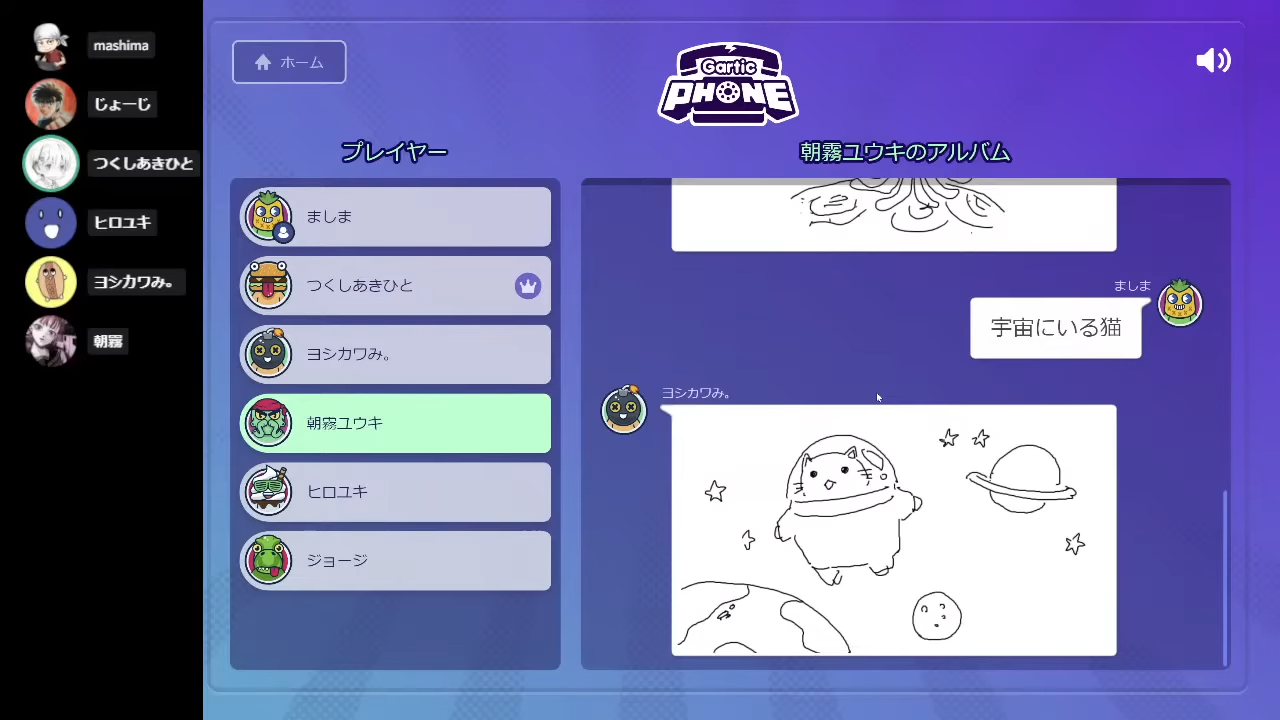 mashima
じょーじ
つくしあきひと
ヒロユキ
ヨシカワみ。
朝霧
ホーム
Gartic
PHONE
プレイヤー
ましま
つくしあきひと
ヨシカワみ。
朝霧ユウキ
ヒロユキ
ジョージ
朝霧ユウキのアルバム
ましま
宇宙にいる猫
ヨシカワみ。